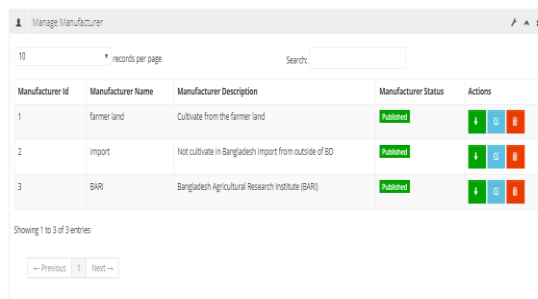 Manage Manufacturer
10 records per page Search:
Manufacturer Id Manufacturer Name Manufacturer Description Manufacturer Status Actions
1 farmer land Cultivate from the farmer land Published
2 import Not cultivate in Bangladesh import from outside of BD Published
3 BARI Bangladesh Agricultural Research Institute (BARI) Published
Showing 1 to 3 of 3 entries
← Previous 1 Next →